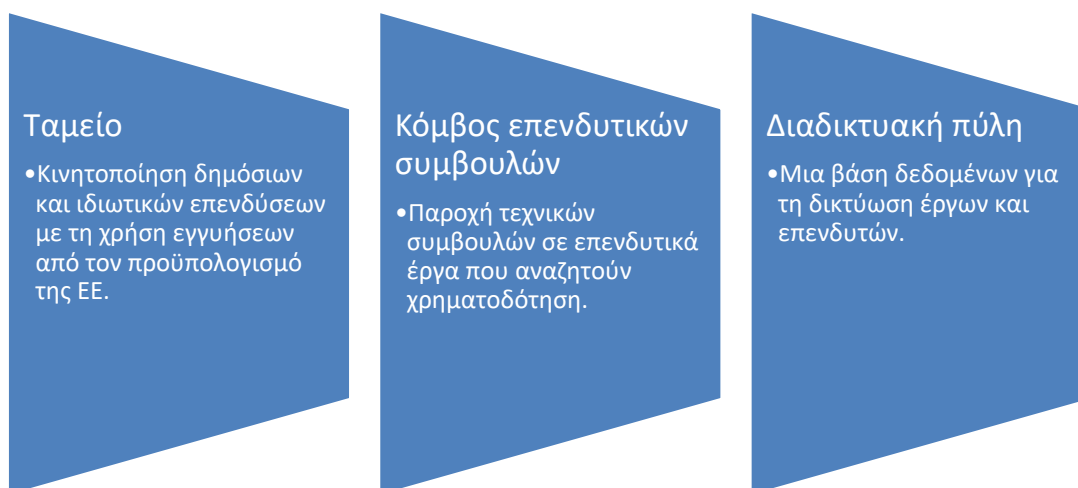 Ταμείο
•Κινητοποίηση δημόσιων
και ιδιωτικών επενδύσεων
με τη χρήση εγγυήσεων
από τον προϋπολογισμό
της ΕΕ.
Κόμβος επενδυτικών
συμβουλών
•Παροχή τεχνικών
συμβουλών σε επενδυτικά
έργα που αναζητούν
χρηματοδότηση.
Διαδικτυακή πύλη
•Μια βάση δεδομένων για
τη δικτύωση έργων και
επενδυτών.